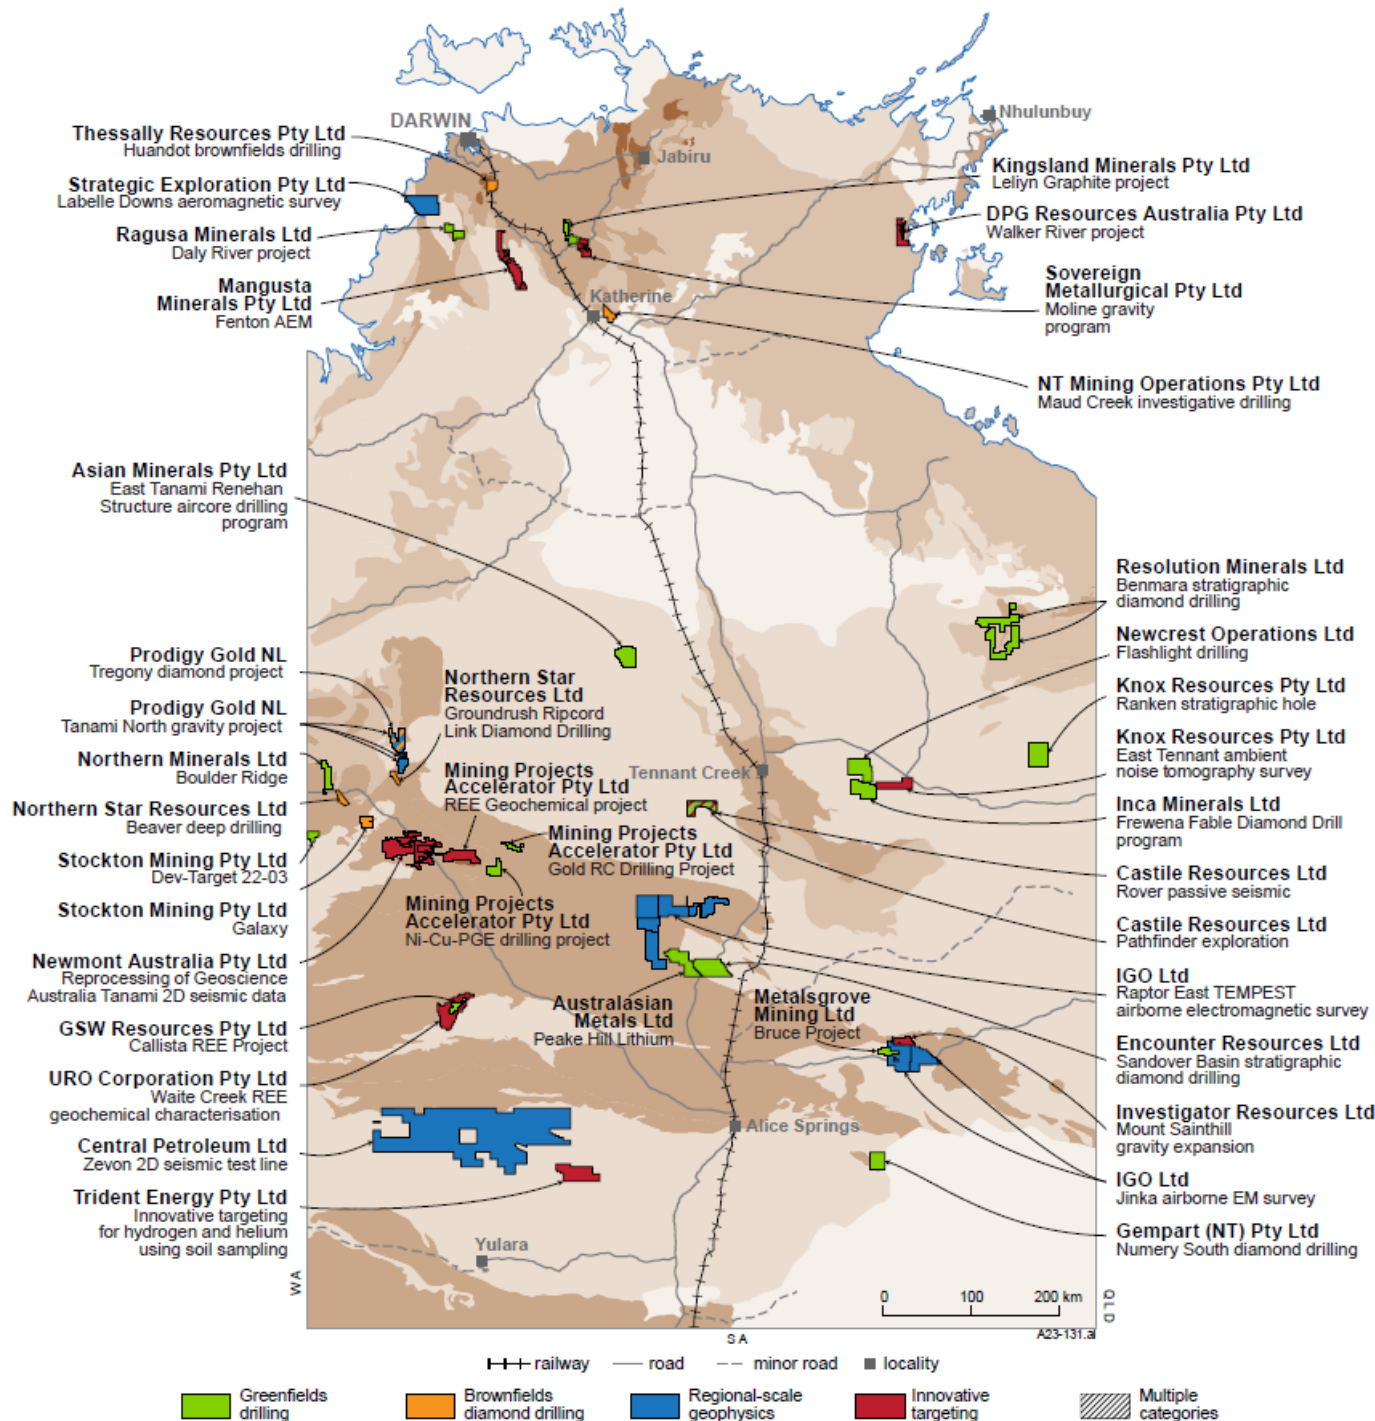 DARWIN
Nhulunbuy
Jabiru
Katherine
Tennant Creek
Alice Springs
Yulara
Thessally Resources Pty Ltd
Huandot brownfields drilling
Strategic Exploration Pty Ltd
Labelle Downs aeromagnetic survey
Ragusa Minerals Ltd
Daly River project
Mangusta
Minerals Pty Ltd
Fenton AEM
Kingsland Minerals Pty Ltd
Leliyn Graphite project
DPG Resources Australia Pty Ltd
Walker River project
Sovereign
Metallurgical Pty Ltd
Moline gravity
program
NT Mining Operations Pty Ltd
Maud Creek investigative drilling
Asian Minerals Pty Ltd
East Tanami Renehan
Structure aircore drilling
program
Prodigy Gold NL
Tregony diamond project
Prodigy Gold NL
Tanami North gravity project
Northern Minerals Ltd
Boulder Ridge
Northern Star Resources Ltd
Beaver deep drilling
Stockton Mining Pty Ltd
Dev-Target 22-03
Stockton Mining Pty Ltd
Galaxy
Newmont Australia Pty Ltd
Reprocessing of Geoscience
Australia Tanami 2D seismic data
GSW Resources Pty Ltd
Callista REE Project
URO Corporation Pty Ltd
Waite Creek REE
geochemical characterisation
Central Petroleum Ltd
Zevon 2D seismic test line
Trident Energy Pty Ltd
Innovative targeting
for hydrogen and helium
using soil sampling
Northern Star
Resources Ltd
Groundrush Ripcord
Link Diamond Drilling
Mining Projects
Accelerator Pty Ltd
REE Geochemical project
Mining Projects
Accelerator Pty Ltd
Gold RC Drilling Project
Mining Projects
Accelerator Pty Ltd
Ni-Cu-PGE drilling project
Australasian
Metals Ltd
Peake Hill Lithium
Metalsgrove
Mining Ltd
Bruce Project
Resolution Minerals Ltd
Benmara stratigraphic
diamond drilling
Newcrest Operations Ltd
Flashlight drilling
Knox Resources Pty Ltd
Ranken stratigraphic hole
Knox Resources Pty Ltd
East Tennant ambient
noise tomography survey
Inca Minerals Ltd
Frewena Fable Diamond Drill
program
Castile Resources Ltd
Rover passive seismic
Castile Resources Ltd
Pathfinder exploration
IGO Ltd
Raptor East TEMPEST
airborne electromagnetic survey
Encounter Resources Ltd
Sandover Basin stratigraphic
diamond drilling
Investigator Resources Ltd
Mount Sainthill
gravity expansion
IGO Ltd
Jinka airborne EM survey
Gempart (NT) Pty Ltd
Numery South diamond drilling
WA
QLD
SA
0 100 200 km
A23-131.ai
railway road minor road locality
Greenfields
drilling
Brownfields
diamond drilling
Regional-scale
geophysics
Innovative
targeting
Multiple
categories